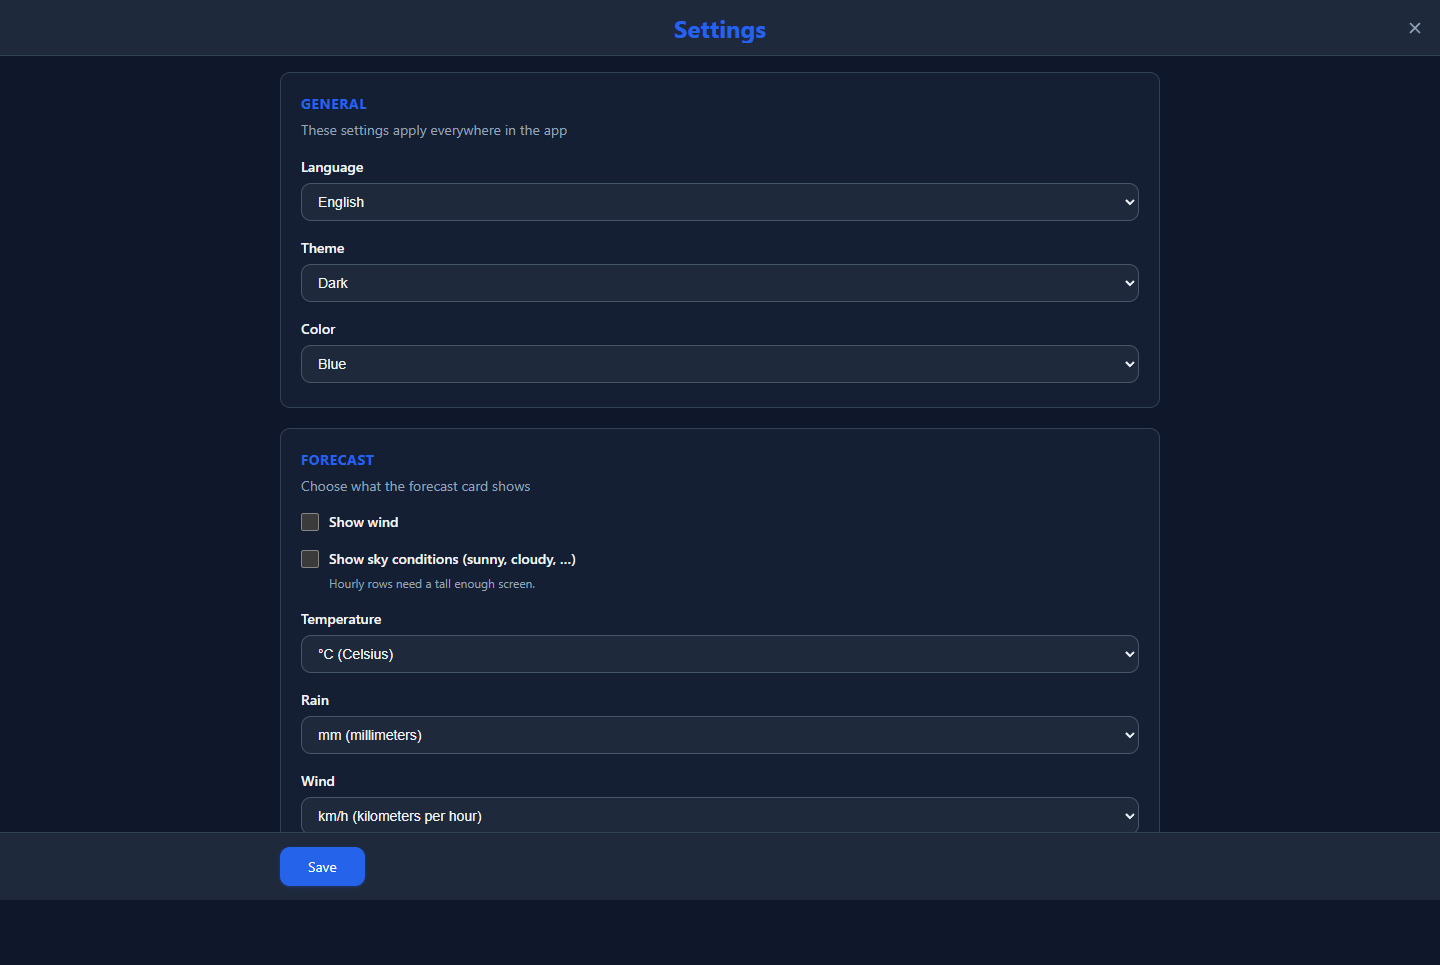 Settings
×
GENERAL
These settings apply everywhere in the app
Language
English
Theme
Dark
Color
Blue
FORECAST
Choose what the forecast card shows
Show wind
Show sky conditions (sunny, cloudy, ...)
Hourly rows need a tall enough screen.
Temperature
°C (Celsius)
Rain
mm (millimeters)
Wind
km/h (kilometers per hour)
Save